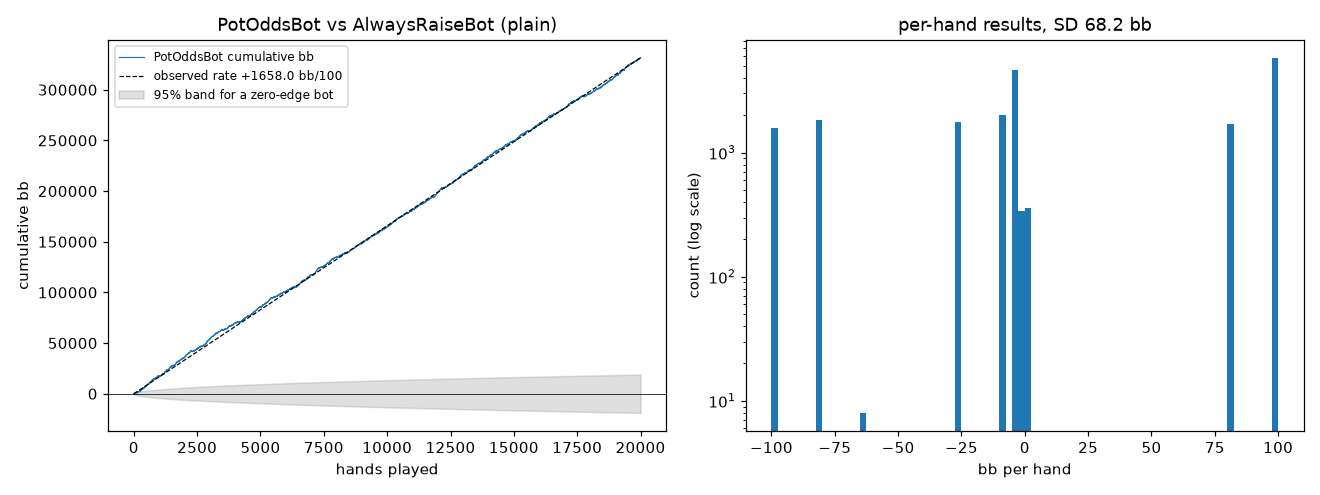 PotOddsBot vs AlwaysRaiseBot (plain)
PotOddsBot cumulative bb
observed rate +1658.0 bb/100
95% band for a zero-edge bot
cumulative bb
300000
250000
200000
150000
100000
50000
0
0 2500 5000 7500 10000 12500 15000 17500 20000
hands played
per-hand results, SD 68.2 bb
count (log scale)
10³
10²
10¹
−100 −75 −50 −25 0 25 50 75 100
bb per hand